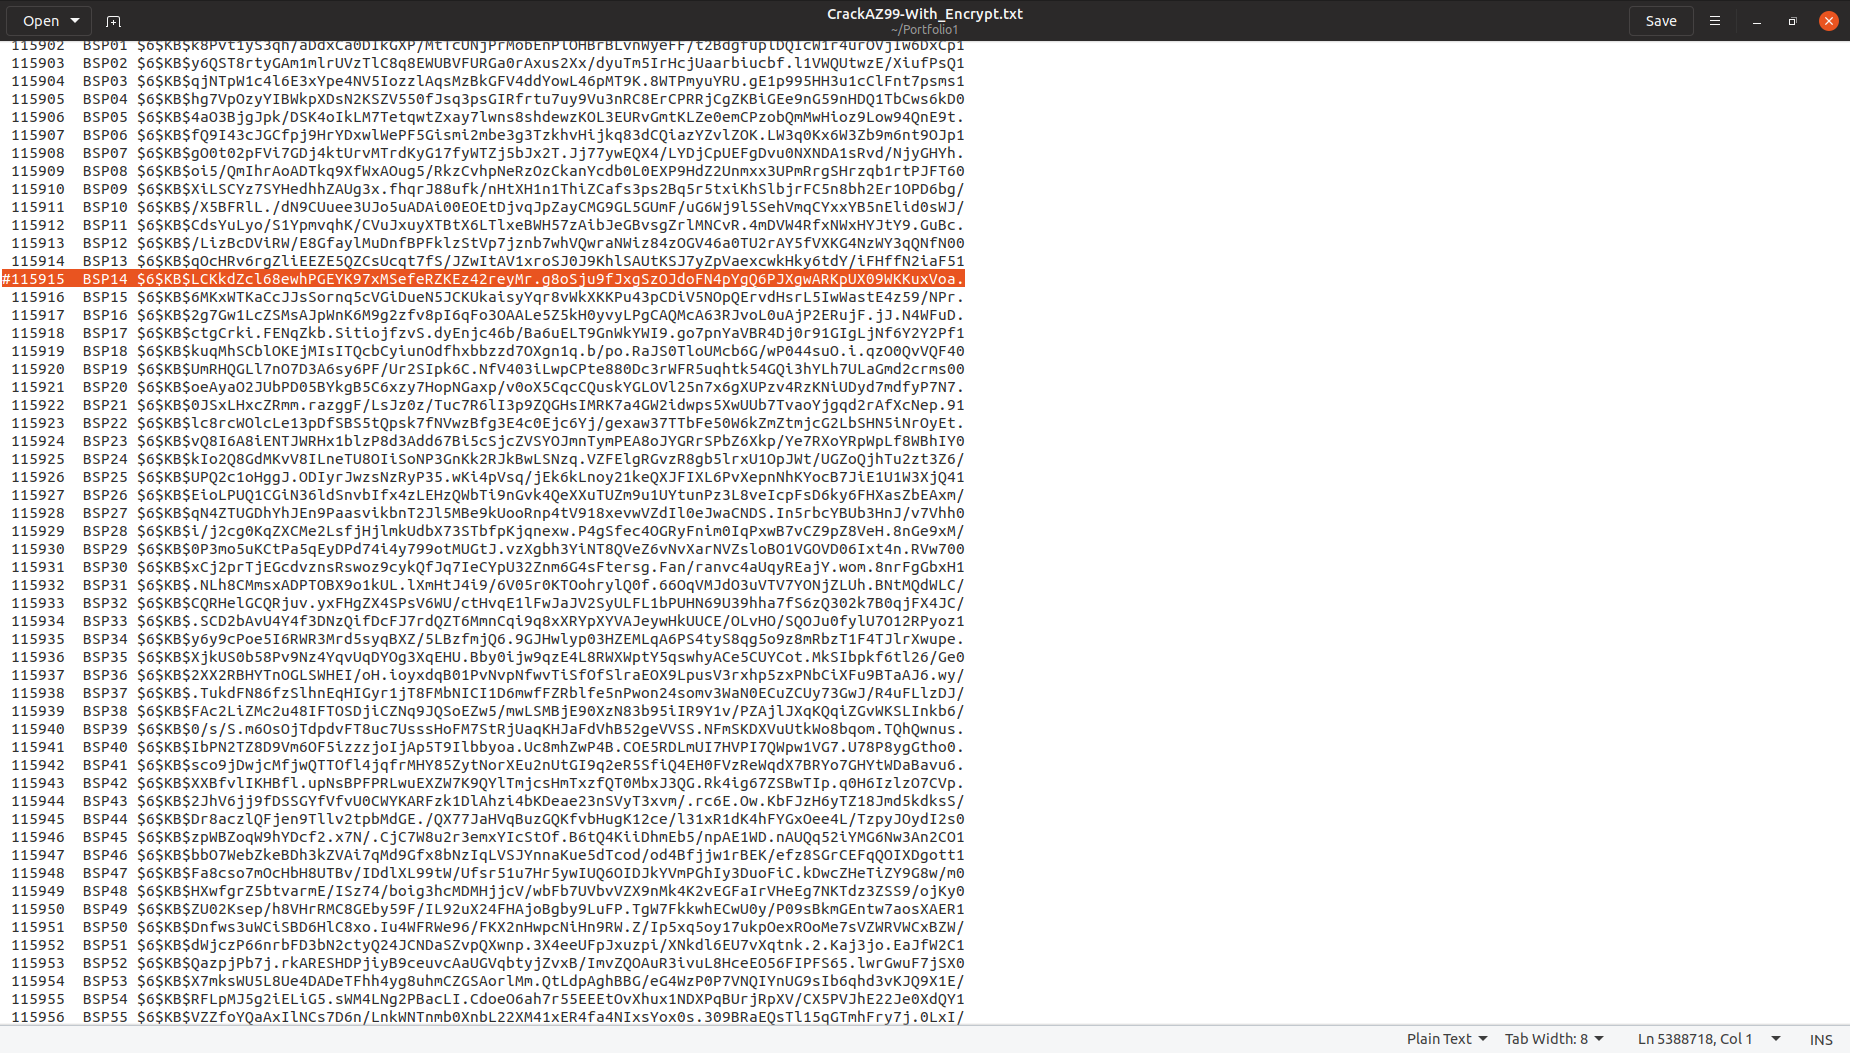 Open
CrackAZ99-With_Encrypt.txt
~/Portfolio1
Save
115902 BSP01 $6$KB$k8Pvt1yS3qh/aDdxCa0DIkGXP/MtTcUNjPrMobEnPlOHBrBLvnWyeFF/t2BdgfuplDQIcW1r4urOVjIW6DxCp1
115903 BSP02 $6$KB$y6QST8rtyGAm1mlrUVzTlC8q8EWUBVFURGa0rAxus2Xx/dyuTm5IrHcjUaarbiucbf.l1VWQUtwzE/XiufPsQ1
115904 BSP03 $6$KB$qjNTpW1c4l6E3xYpe4NV5IozzlAqsMzBkGFV4ddYowL46pMT9K.8WTPmyuYRU.gE1p995HH3u1cClFnt7psms1
115905 BSP04 $6$KB$hg7VpOzyYIBWkpXDsN2KSZV550fJsq3psGIRfrtu7uy9Vu3nRC8ErCPRRjCgZKBiGEe9nG59nHDQ1TbCws6kD0
115906 BSP05 $6$KB$4aO3BjgJpk/DSK4oIkLM7TetqwtZxay7lwns8shdewzKOL3EURvGmtKLZe0emCPzobQmMwHioz9Low94QnE9t.
115907 BSP06 $6$KB$fQ9I43cJGCfpj9HrYDxwlWePF5Gismi2mbe3g3TzkhvHijkq83dCQiazYZvlZOK.LW3q0Kx6W3Zb9m6nt9OJp1
115908 BSP07 $6$KB$gO0t02pFVi7GDj4ktUrvMTrdKyG17fyWTZj5bJx2T.Jj77ywEQX4/LYDjCpUEFgDvu0NXNDA1sRvd/NjyGHYh.
115909 BSP08 $6$KB$oi5/QmIhrAoADTkq9XfWxAOug5/RkzCvhpNeRzOzCkanYcdb0L0EXP9HdZ2Unmxx3UPmRrgSHrzqb1rtPJFT60
115910 BSP09 $6$KB$XiLSCYz7SYHedhhZAUg3x.fhqrJ88ufk/nHtXH1n1ThiZCafs3ps2Bq5r5txiKhSlbjrFC5n8bh2Er1OPD6bg/
115911 BSP10 $6$KB$/X5BFRlL./dN9CUuee3UJo5uADAi00EOEtDjvqJpZayCMG9GL5GUmF/uG6Wj9l5SehVmqCYxxYB5nElid0sWJ/
115912 BSP11 $6$KB$CdsYuLyo/S1YpmvqhK/CVuJxuyXTBtX6LTlxeBWH57zAibJeGBvsgZrlMNCvR.4mDVW4RfxNWxHYJtY9.GuBc.
115913 BSP12 $6$KB$/LizBcDViRW/E8GfaylMuDnfBPFklzStVp7jznb7whVQwraNWiz84zOGV46a0TU2rAY5fVXKG4NzWY3qQNfN00
115914 BSP13 $6$KB$qOcHRv6rgZliEEZE5QZCsUcqt7fS/JZwItAV1xroSJ0J9KhlSAUtKSJ7yZpVaexcwkHky6tdY/iFHffN2iaF51
#115915 BSP14 $6$KB$LCKkdZcl68ewhPGEYK97xMSefeRZKEz42reyMr.g8oSju9fJxgSzOJdoFN4pYgQ6PJXgwARKpUX09WKKuxVoa.
115916 BSP15 $6$KB$6MKxWTKaCcJJsSornq5cVGiDueN5JCKUkaisyYqr8vWkXKKPu43pCDiV5NOpQErvdHsrL5IwWastE4z59/NPr.
115917 BSP16 $6$KB$2g7Gw1LcZSMsAJpWnK6M9g2zfv8pI6qFo3OAALe5Z5kH0yvyLPgCAQMcA63RJvoL0uAjP2ERujF.jJ.N4WFuD.
115918 BSP17 $6$KB$ctgCrki.FENqZkb.SitiojfzvS.dyEnjc46b/Ba6uELT9GnWkYWI9.go7pnYaVBR4Dj0r91GIgLjNf6Y2Y2Pf1
115919 BSP18 $6$KB$kuqMhSCblOKEjMIsITQcbCyiunOdfhxbbzzd7OXgn1q.b/po.RaJS0TloUMcb6G/wP044suO.i.qzO0QvVQF40
115920 BSP19 $6$KB$UmRHQGLl7nO7D3A6sy6PF/Ur2SIpk6C.NfV403iLwpCPte880Dc3rWFR5uqhtk54GQi3hYLh7ULaGmd2crms00
115921 BSP20 $6$KB$oeAyaO2JUbPD05BYkgB5C6xzy7HopNGaxp/v0oX5CqcCQuskYGLOVl25n7x6gXUPzv4RzKNiUDyd7mdfyP7N7.
115922 BSP21 $6$KB$0JSxLHxcZRmm.razggF/LsJz0z/Tuc7R6lI3p9ZQGHsIMRK7a4GW2idwps5XwUUb7TvaoYjgqd2rAfXcNep.91
115923 BSP22 $6$KB$lc8rcWOlcLe13pDfSBS5tQpsk7fNVwzBfg3E4c0Ejc6Yj/gexaw37TTbFe50W6kZmZtmjcG2LbSHN5iNrOyEt.
115924 BSP23 $6$KB$vQ8I6A8iENTJWRHx1blzP8d3Add67Bi5cSjcZVSYOJmnTymPEA8oJYGRrSPbZ6Xkp/Ye7RXoYRpWpLf8WBhIY0
115925 BSP24 $6$KB$kIo2Q8GdMKvV8ILneTU8OIiSoNP3GnKk2RJkBwLSNzq.VZFElgRGvzR8gb5lrxU1OpJWt/UGZoQjhTu2zt3Z6/
115926 BSP25 $6$KB$UPQ2c1oHggJ.ODIyrJwzsNzRyP35.wKi4pVsq/jEk6kLnoy21keQXJFIXL6PvXepnNhKYocB7JiE1U1W3XjQ41
115927 BSP26 $6$KB$EioLPUQ1CGiN36ldSnvbIfx4zLEHzQWbTi9nGvk4QeXXuTUZm9u1UYtunPz3L8veIcpFsD6ky6FHXasZbEAxm/
115928 BSP27 $6$KB$qN4ZTUGDhYhJEn9PaasvikbnT2Jl5MBe9kUooRnp4tV918xevwVZdIl0eJwaCNDS.In5rbcYBUb3HnJ/v7Vhh0
115929 BSP28 $6$KB$i/j2cg0KqZXCMe2LsfjHjlmkUdbX73STbfpKjqnexw.P4gSfec4OGRyFnim0IqPxwB7vCZ9pZ8VeH.8nGe9xM/
115930 BSP29 $6$KB$0P3mo5uKCtPa5qEyDPd74i4y799otMUGtJ.vzXgbh3YiNT8QVeZ6vNvXarNVZsloBO1VGOVD06Ixt4n.RVw700
115931 BSP30 $6$KB$xCj2prTjEGcdvznsRswoz9cykQfJq7IeCYpU32Znm6G4sFtersg.Fan/ranvc4aUqyREajY.wom.8nrFgGbxH1
115932 BSP31 $6$KB$.NLh8CMmsxADPTOBX9o1kUL.lXmHtJ4i9/6V05r0KTOohrylQ0f.66OqVMJdO3uVTV7YONjZLUh.BNtMQdWLC/
115933 BSP32 $6$KB$CQRHelGCQRjuv.yxFHgZX4SPsV6WU/ctHvqE1lFwJaJV2SyULFL1bPUHN69U39hha7fS6zQ302k7B0qjFX4JC/
115934 BSP33 $6$KB$.SCD2bAvU4Y4f3DNzQifDcFJ7rdQZT6MmnCqi9q8xXRYpXYVAJeywHkUUCE/OLvHO/SQOJu0fylU7O12RPyoz1
115935 BSP34 $6$KB$y6y9cPoe5I6RWR3Mrd5syqBXZ/5LBzfmjQ6.9GJHwlyp03HZEMLqA6PS4tyS8qg5o9z8mRbzT1F4TJlrXwupe.
115936 BSP35 $6$KB$XjkUS0b58Pv9Nz4YqvUqDYOg3XqEHU.Bby0ijw9qzE4L8RWXWptY5qswhyACe5CUYCot.MkSIbpkf6tl26/Ge0
115937 BSP36 $6$KB$2XX2RBHYTnOGLSWHEI/oH.ioyxdqB01PvNvpNfwvTiSfOfSlraEOX9LpusV3rxhp5zxPNbCiXFu9BTaAJ6.wy/
115938 BSP37 $6$KB$.TukdFN86fzSlhnEqHIGyr1jT8FMbNICI1D6mwfFZRblfe5nPwon24somv3WaN0ECuZCUy73GwJ/R4uFLlzDJ/
115939 BSP38 $6$KB$FAc2LiZMc2u48IFTOSDjiCZNq9JQSoEZw5/mwLSMBjE90XzN83b95iIR9Y1v/PZAjlJXqKQqiZGvWKSLInkb6/
115940 BSP39 $6$KB$0/s/S.m6OsOjTdpdvFT8uc7UsssHoFM7StRjUaqKHJaFdVhB52geVVSS.NFmSKDXVuUtkWo8bqom.TQhQwnus.
115941 BSP40 $6$KB$IbPN2TZ8D9Vm6OF5izzzjoIjAp5T9Ilbbyoa.Uc8mhZwP4B.COE5RDLmUI7HVPI7QWpw1VG7.U78P8ygGtho0.
115942 BSP41 $6$KB$sco9jDwjcMfjwQTTOfl4jqfrMHY85ZytNorXEu2nUtGI9q2eR5SfiQ4EH0FVzReWqdX7BRYo7GHYtWDaBavu6.
115943 BSP42 $6$KB$XXBfvlIKHBfl.upNsBPFPRLwuEXZW7K9QYlTmjcsHmTxzfQT0MbxJ3QG.Rk4ig67ZSBwTIp.q0H6IzlzO7CVp.
115944 BSP43 $6$KB$2JhV6jj9fDSSGYfVfvU0CWYKARFzk1DlAhzi4bKDeae23nSVyT3xvm/.rc6E.Ow.KbFJzH6yTZ18Jmd5kdksS/
115945 BSP44 $6$KB$Dr8aczlQFjen9Tllv2tpbMdGE./QX77JaHVqBuzGQKfvbHugK12ce/l31xR1dK4hFYGxOee4L/TzpyJOydI2s0
115946 BSP45 $6$KB$zpWBZoqW9hYDcf2.x7N/.CjC7W8u2r3emxYIcStOf.B6tQ4KiiDhmEb5/npAE1WD.nAUQq52iYMG6Nw3An2CO1
115947 BSP46 $6$KB$bbO7WebZkeBDh3kZVAi7qMd9Gfx8bNzIqLVSJYnnaKue5dTcod/od4Bfjjw1rBEK/efz8SGrCEFqQOIXDgott1
115948 BSP47 $6$KB$Fa8cso7mOcHbH8UTBv/IDdlXL99tW/Ufsr51u7Hr5ywIUQ6OIDJkYVmPGhIy3DuoFiC.kDwcZHeTiZY9G8w/m0
115949 BSP48 $6$KB$HXwfgrZ5btvarmE/ISz74/boig3hcMDMHjjcV/wbFb7UVbvVZX9nMk4K2vEGFaIrVHeEg7NKTdz3ZSS9/ojKy0
115950 BSP49 $6$KB$ZU02Ksep/h8VHrRMC8GEby59F/IL92uX24FHAjoBgby9LuFP.TgW7FkkwhECwU0y/P09sBkmGEntw7aosXAER1
115951 BSP50 $6$KB$Dnfws3uWCiSBD6HlC8xo.Iu4WFRWe96/FKX2nHwpcNiHn9RW.Z/Ip5xq5oy17ukpOexROoMe7sVZWRVWCxBZW/
115952 BSP51 $6$KB$dWjczP66nrbFD3bN2ctyQ24JCNDaSZvpQXwnp.3X4eeUFpJxuzpi/XNkdl6EU7vXqtnk.2.Kaj3jo.EaJfW2C1
115953 BSP52 $6$KB$QazpjPb7j.rkARESHDPjiyB9ceuvcAaUGVqbtyjZvxB/ImvZQOAuR3ivuL8HceEO56FIPFS65.lwrGwuF7jSX0
115954 BSP53 $6$KB$X7mksWU5L8Ue4DADeTFhh4yg8uhmCZGSAorlMm.QtLdpAghBBG/eG4WzP0P7VNQIYnUG9sIb6qhd3vKJQ9X1E/
115955 BSP54 $6$KB$RFLpMJ5g2iELiG5.sWM4LNg2PBacLI.CdoeO6ah7r55EEEtOvXhux1NDXPqBUrjRpXV/CX5PVJhE22Je0XdQY1
115956 BSP55 $6$KB$VZZfoYQaAxIlNCs7D6n/LnkWNTnmb0XnbL22XM41xER4fa4NIxsYox0s.309BRaEQsTl15qGTmhFry7j.0LxI/
Plain Text
Tab Width: 8
Ln 5388718, Col 1
INS